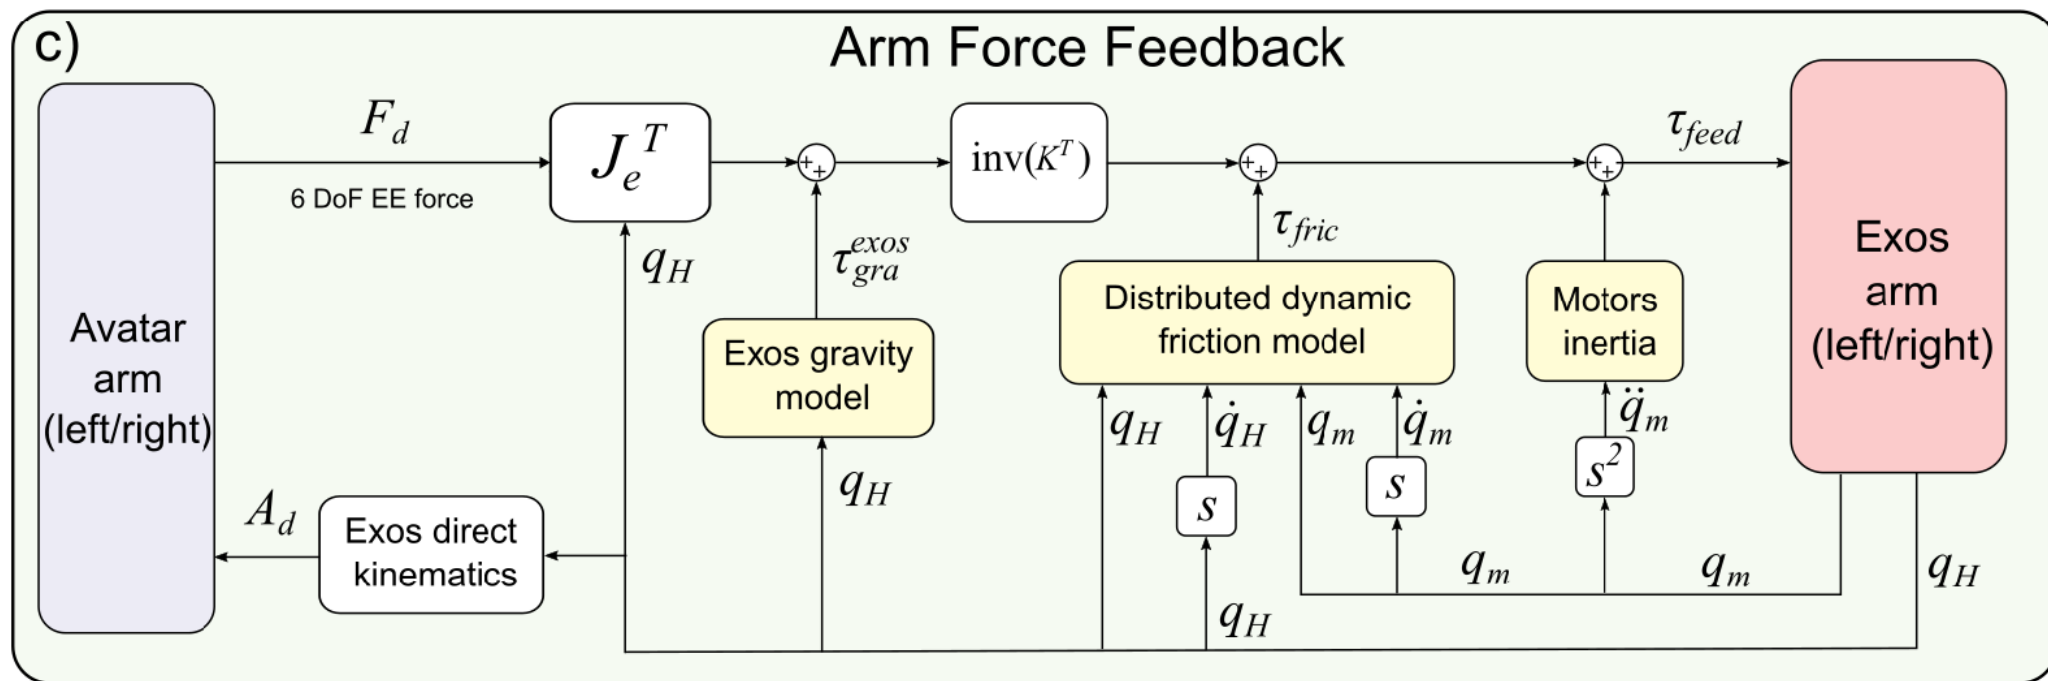 c)
Arm Force Feedback
Avatar
arm
(left/right)
F_d
6 DoF EE force
J_e^T
q_H
+
+
τ_gra^exos
Exos gravity
model
q_H
inv(K^T)
+
+
τ_fric
Distributed dynamic
friction model
q_H
q̇_H
q_m
q̇_m
s
s
q_H
q_m
+
+
Motors
inertia
q̈_m
s^2
q_m
τ_feed
Exos
arm
(left/right)
q_H
A_d
Exos direct
kinematics